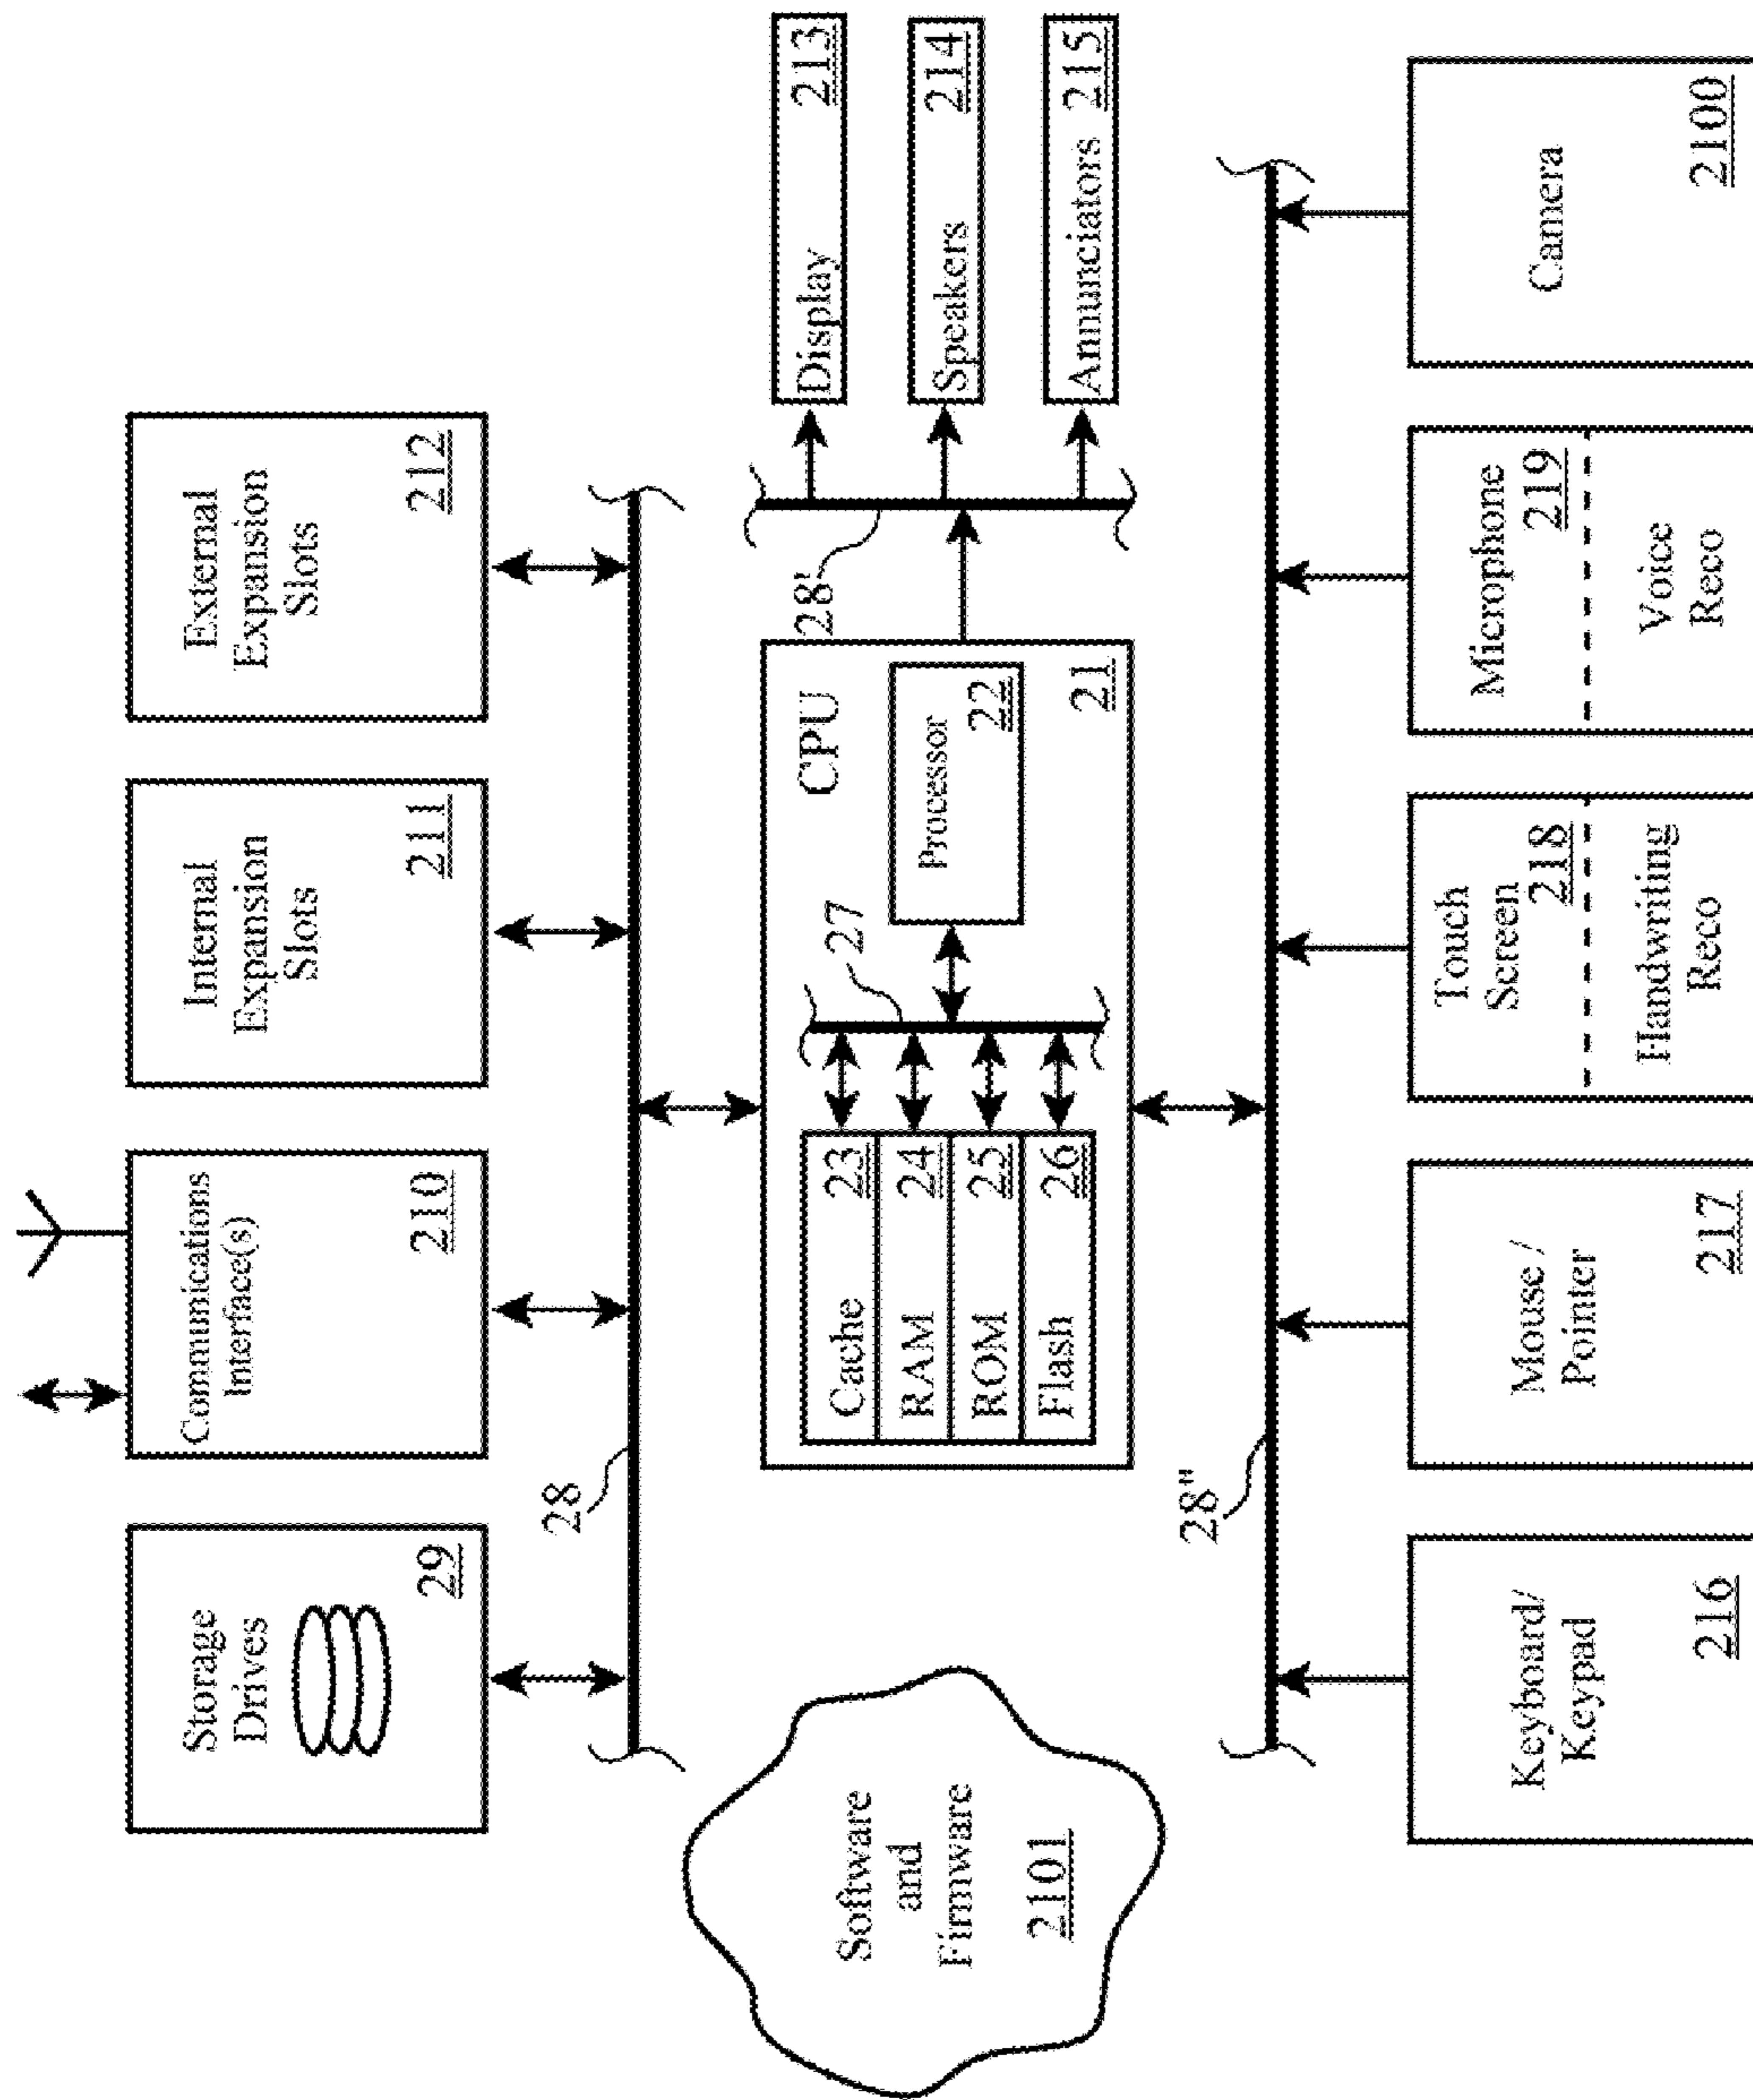 Storage
Drives
29
Communications
Interface(s)
210
Internal
Expansion
Slots
211
External
Expansion
Slots
212
28
Software
and
Firmware
2101
CPU
Cache 23
RAM 24
ROM 25
Flash 26
27
Processor
22
21
28'
Display 213
Speakers 214
Annunciators 215
28"
Keyboard/
Keypad
216
Mouse /
Pointer
217
Touch
Screen
218
Handwriting
Reco
Microphone
219
Voice
Reco
Camera
2100